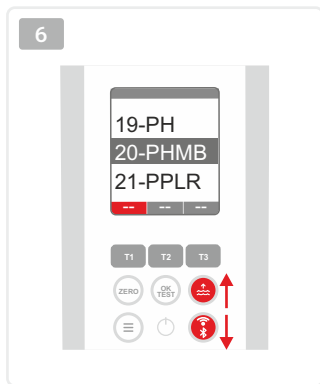 6
19-PH
20-PHMB
21-PPLR
-- -- --
T1 T2 T3
ZERO OK TEST